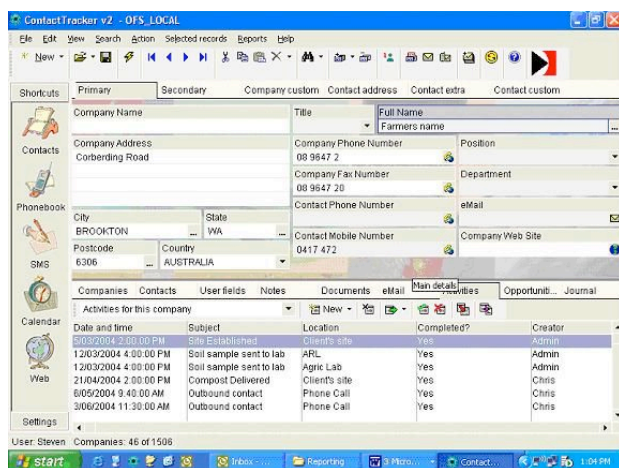 ContactTracker v2 - OFS_LOCAL
File Edit View Search Action Selected records Reports Help
New
Shortcuts
Contacts
Phonebook
SMS
Calendar
Web
Settings
Primary Secondary Company custom Contact address Contact extra Contact custom
Company Name Title Full Name
Farmers name
Company Address Company Phone Number Position
Corberding Road 08 9647 2
Company Fax Number Department
08 9647 20
Contact Phone Number eMail
City State
BROOKTON WA Contact Mobile Number Company Web Site
Postcode Country 0417 472
6306 AUSTRALIA
Main details
Companies Contacts User fields Notes Documents eMail Opportuniti... Journal
Activities for this company New
Date and time Subject Location Completed? Creator
5/03/2004 2:00:00 PM Site Established Client's site Yes Admin
12/03/2004 4:00:00 PM Soil sample sent to lab ARL Yes Admin
12/03/2004 4:00:00 PM Soil sample sent to lab Agric Lab Yes Admin
21/04/2004 2:00:00 PM Compost Delivered Client's site Yes Chris
6/05/2004 9:40:00 AM Outbound contact Phone Call Yes Chris
3/06/2004 11:30:00 AM Outbound contact Phone Call Yes Chris
User: Steven Companies: 46 of 1506
start Inbox - ... Reporting 3 Micro... Contact... 1:04 PM